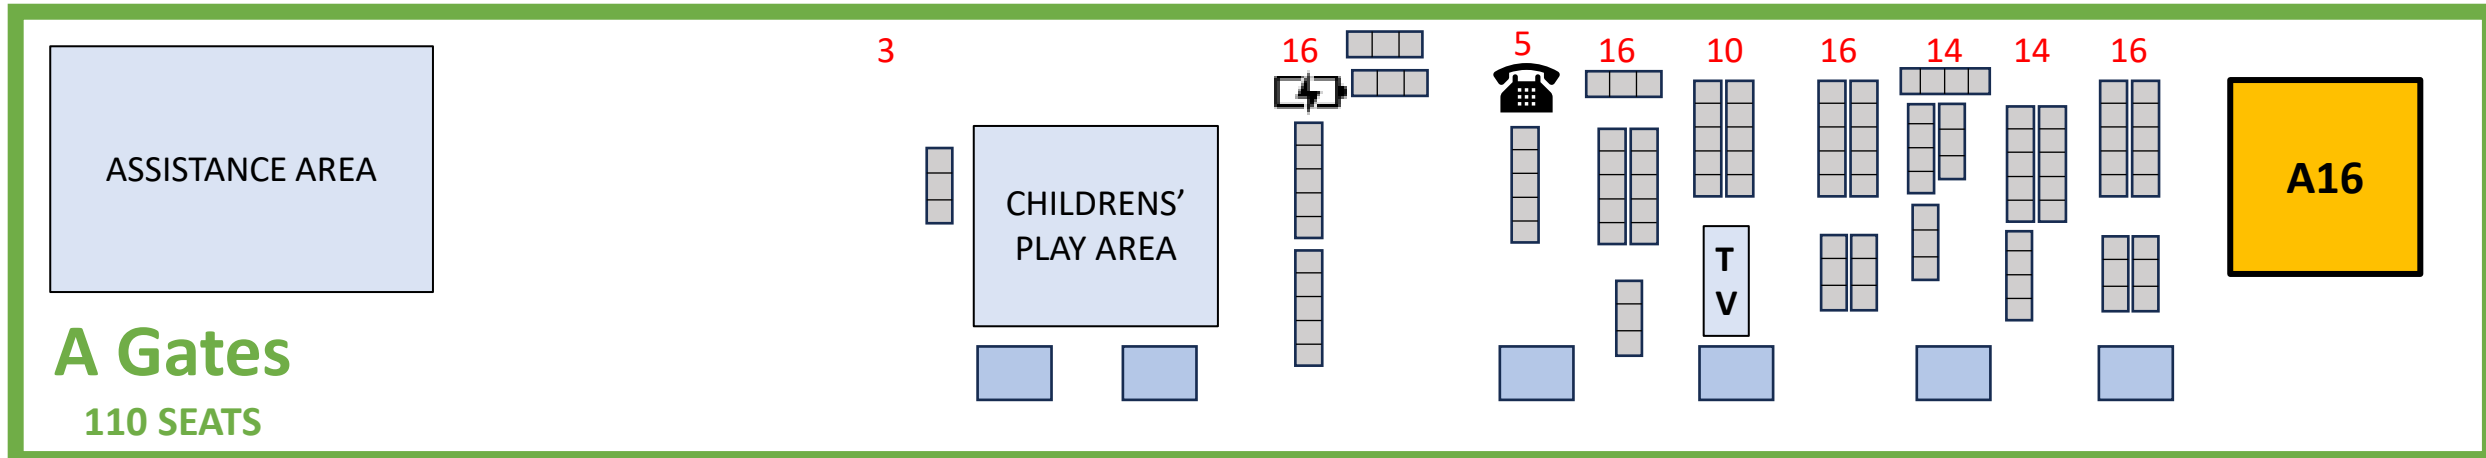 3
16
5
16
10
16
14
14
16
ASSISTANCE AREA
CHILDRENS’
PLAY AREA
T
V
A16
A Gates
110 SEATS